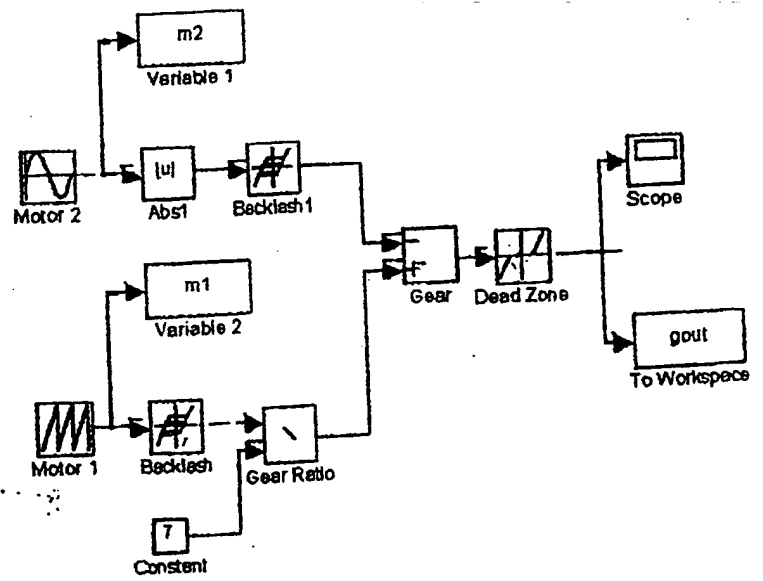 m2
Variable 1
Motor 2
|u|
Abs1
Backlash1
Scope
Gear
Dead Zone
m1
Variable 2
gout
To Workspace
Motor 1
Backlash
Gear Ratio
7
Constant